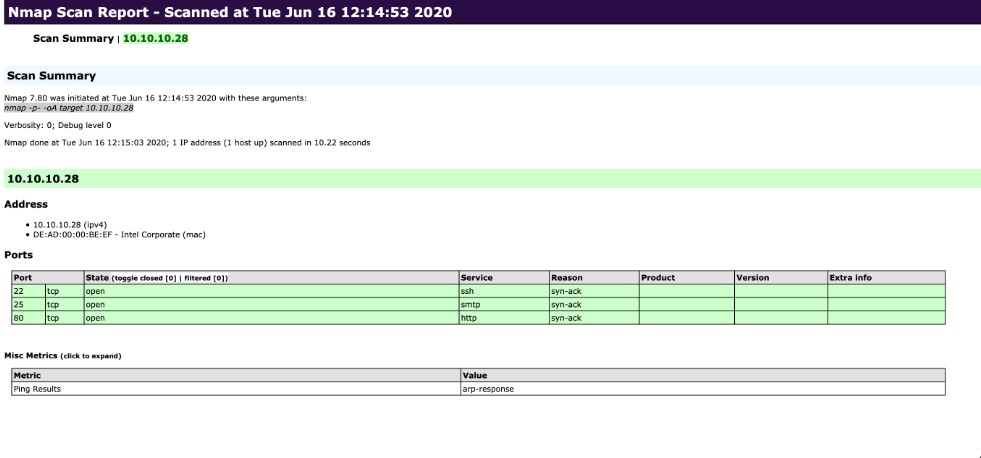 Nmap Scan Report - Scanned at Tue Jun 16 12:14:53 2020
Scan Summary | 10.10.10.28
Scan Summary
Nmap 7.80 was initiated at Tue Jun 16 12:14:53 2020 with these arguments:
nmap -p- -oA target 10.10.10.28
Verbosity: 0; Debug level 0
Nmap done at Tue Jun 16 12:15:03 2020; 1 IP address (1 host up) scanned in 10.22 seconds
10.10.10.28
Address
• 10.10.10.28 (ipv4)
• DE:AD:00:00:BE:EF - Intel Corporate (mac)
Ports
Port State (toggle closed [0] | filtered [0]) Service Reason Product Version Extra info
22 tcp open ssh syn-ack
25 tcp open smtp syn-ack
80 tcp open http syn-ack
Misc Metrics (click to expand)
Metric Value
Ping Results arp-response